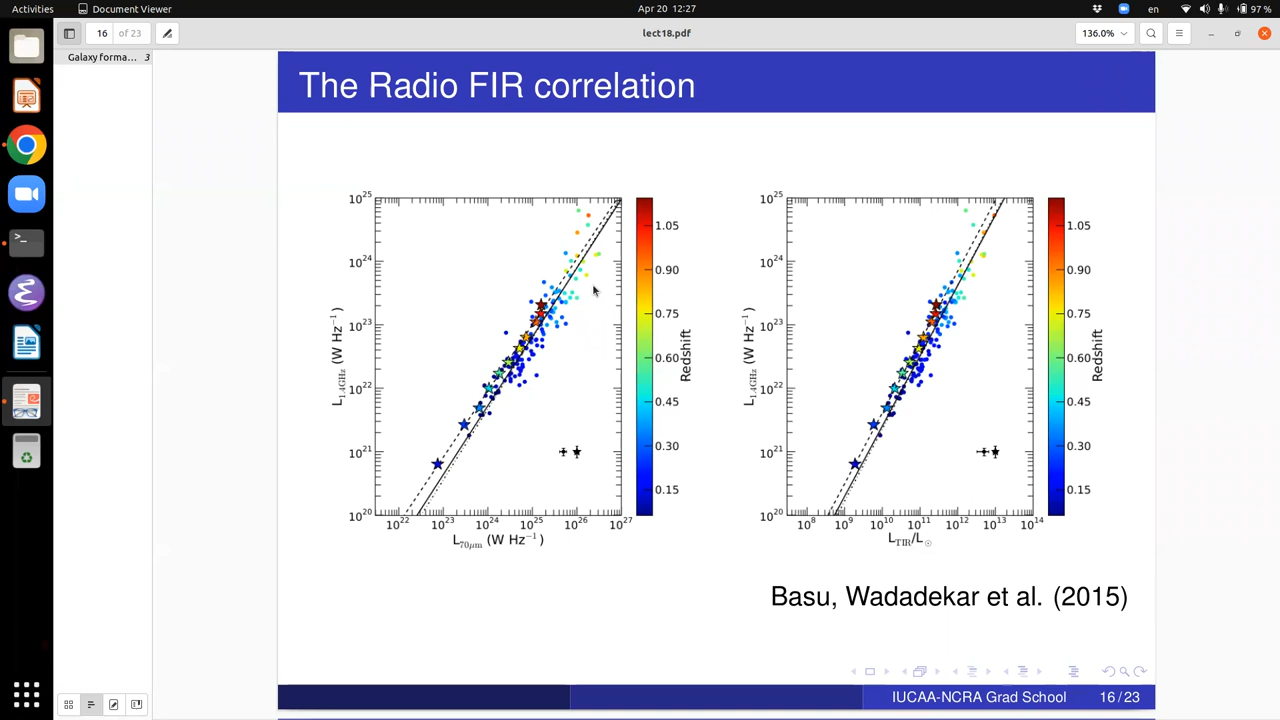 Activities Document Viewer Apr 20 12:27 en 97 %
16 of 23 lect18.pdf 136.0%
Galaxy forma... 3
The Radio FIR correlation
10^25 10^24 10^23 10^22 10^21 10^20
L_1.4GHz (W Hz^−1)
10^22 10^23 10^24 10^25 10^26 10^27
L_70μm (W Hz^−1)
1.05 0.90 0.75 0.60 0.45 0.30 0.15
Redshift
10^25 10^24 10^23 10^22 10^21 10^20
L_1.4GHz (W Hz^−1)
10^8 10^9 10^10 10^11 10^12 10^13 10^14
L_TIR/L_⊙
1.05 0.90 0.75 0.60 0.45 0.30 0.15
Redshift
Basu, Wadadekar et al. (2015)
IUCAA-NCRA Grad School 16/23